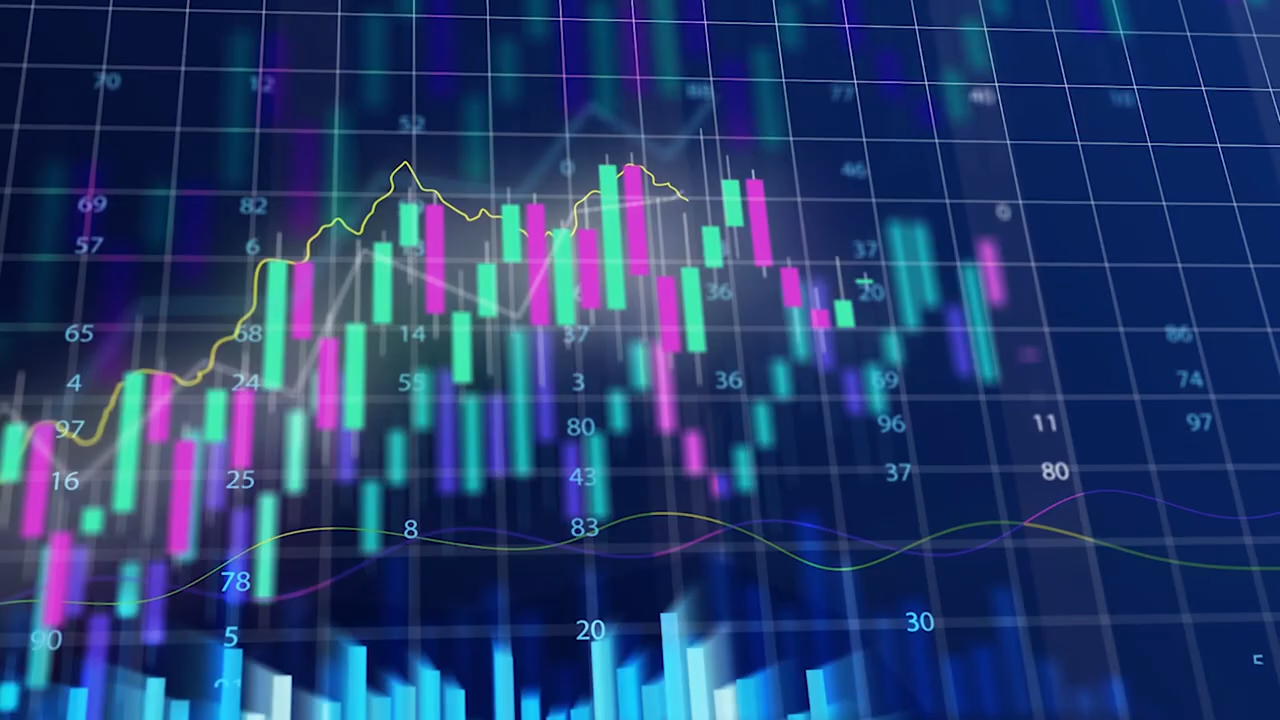 70 12 77
52
46
69 82
57 6 37
36 20
65 68 14 37 86
4 24 55 3 36 69 74
97 80 96 11 97
16 25 43 37 80
8 83
78
90 5 20 30